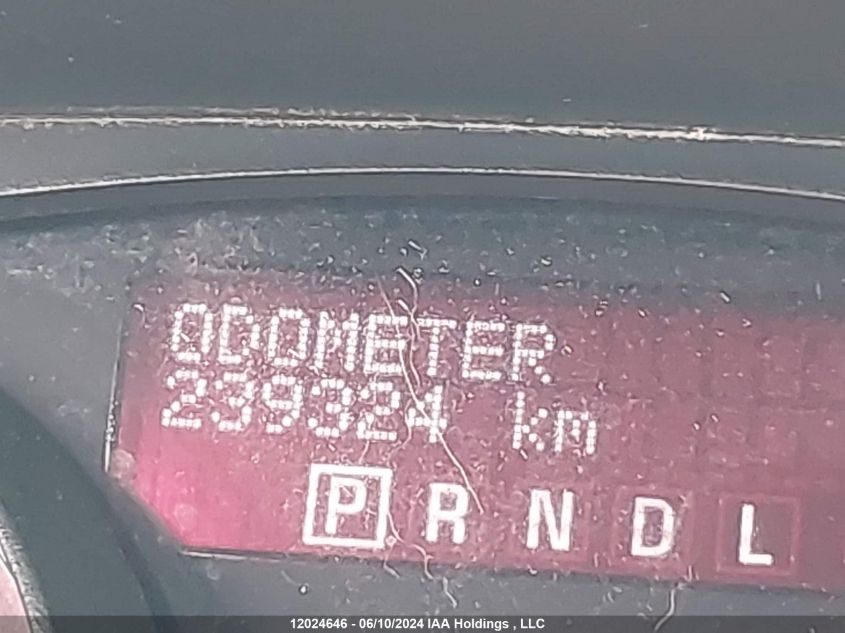 ODOMETER
239324 km
P R N D L
12024646 - 06/10/2024 IAA Holdings , LLC